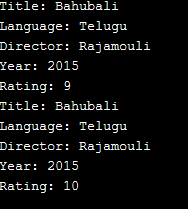 Title: Bahubali
Language: Telugu
Director: Rajamouli
Year: 2015
Rating: 9
Title: Bahubali
Language: Telugu
Director: Rajamouli
Year: 2015
Rating: 10